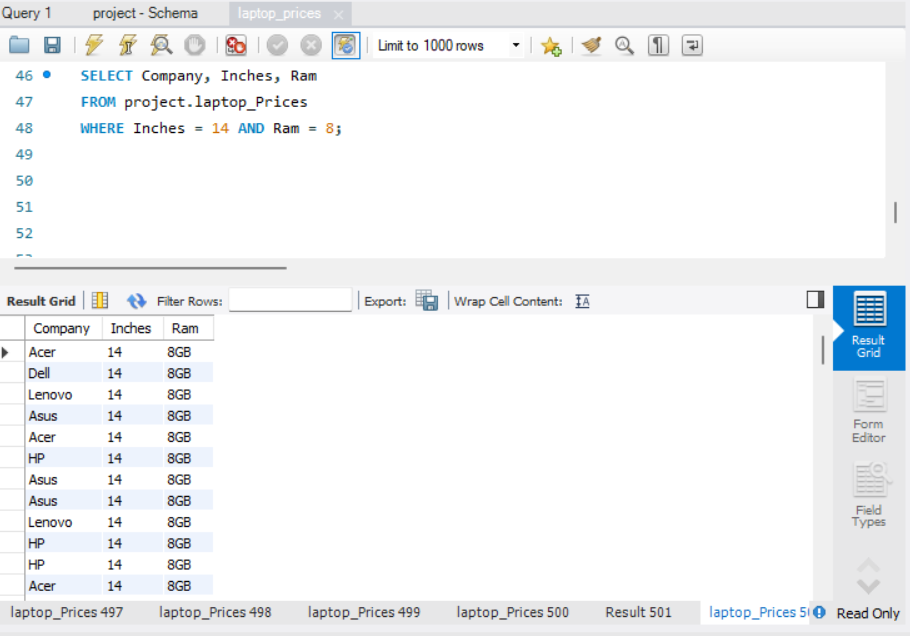 Query 1 project - Schema laptop_prices
Limit to 1000 rows
46 SELECT Company, Inches, Ram
47 FROM project.laptop_Prices
48 WHERE Inches = 14 AND Ram = 8;
49
50
51
52
Result Grid Filter Rows: Export: Wrap Cell Content:
Company Inches Ram
Acer 14 8GB
Dell 14 8GB
Lenovo 14 8GB
Asus 14 8GB
Acer 14 8GB
HP 14 8GB
Asus 14 8GB
Asus 14 8GB
Lenovo 14 8GB
HP 14 8GB
HP 14 8GB
Acer 14 8GB
Result
Grid
Form
Editor
Field
Types
laptop_Prices 497 laptop_Prices 498 laptop_Prices 499 laptop_Prices 500 Result 501 laptop_Prices Read Only